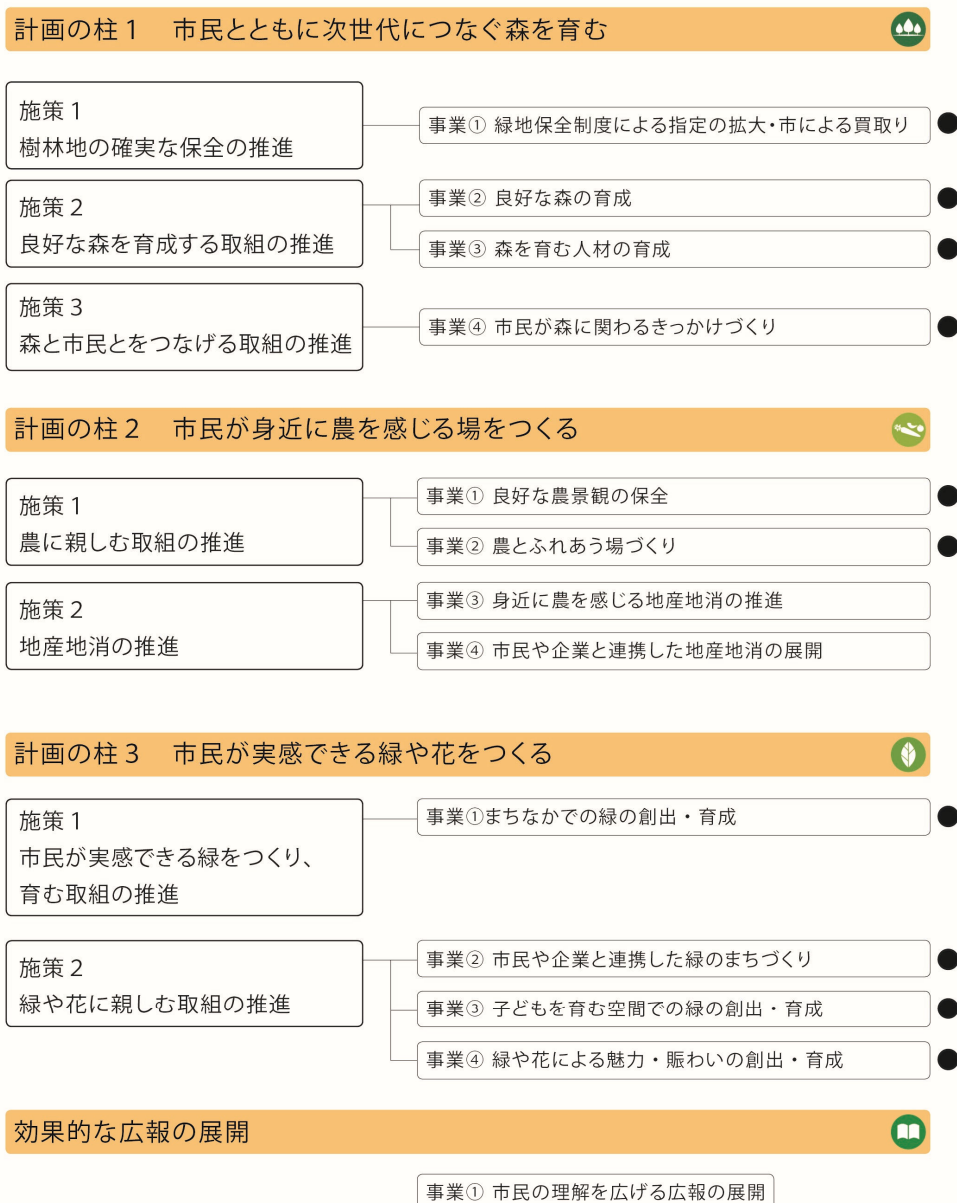 計画の柱1 市民とともに次世代につなぐ森を育む
施策1
樹林地の確実な保全の推進
事業① 緑地保全制度による指定の拡大・市による買取り
施策2
良好な森を育成する取組の推進
事業② 良好な森の育成
事業③ 森を育む人材の育成
施策3
森と市民とをつなげる取組の推進
事業④ 市民が森に関わるきっかけづくり
計画の柱2 市民が身近に農を感じる場をつくる
施策1
農に親しむ取組の推進
事業① 良好な農景観の保全
事業② 農とふれあう場づくり
施策2
地産地消の推進
事業③ 身近に農を感じる地産地消の推進
事業④ 市民や企業と連携した地産地消の展開
計画の柱3 市民が実感できる緑や花をつくる
施策1
市民が実感できる緑をつくり、
育む取組の推進
事業①まちなかでの緑の創出・育成
施策2
緑や花に親しむ取組の推進
事業② 市民や企業と連携した緑のまちづくり
事業③ 子どもを育む空間での緑の創出・育成
事業④ 緑や花による魅力・賑わいの創出・育成
効果的な広報の展開
事業① 市民の理解を広げる広報の展開